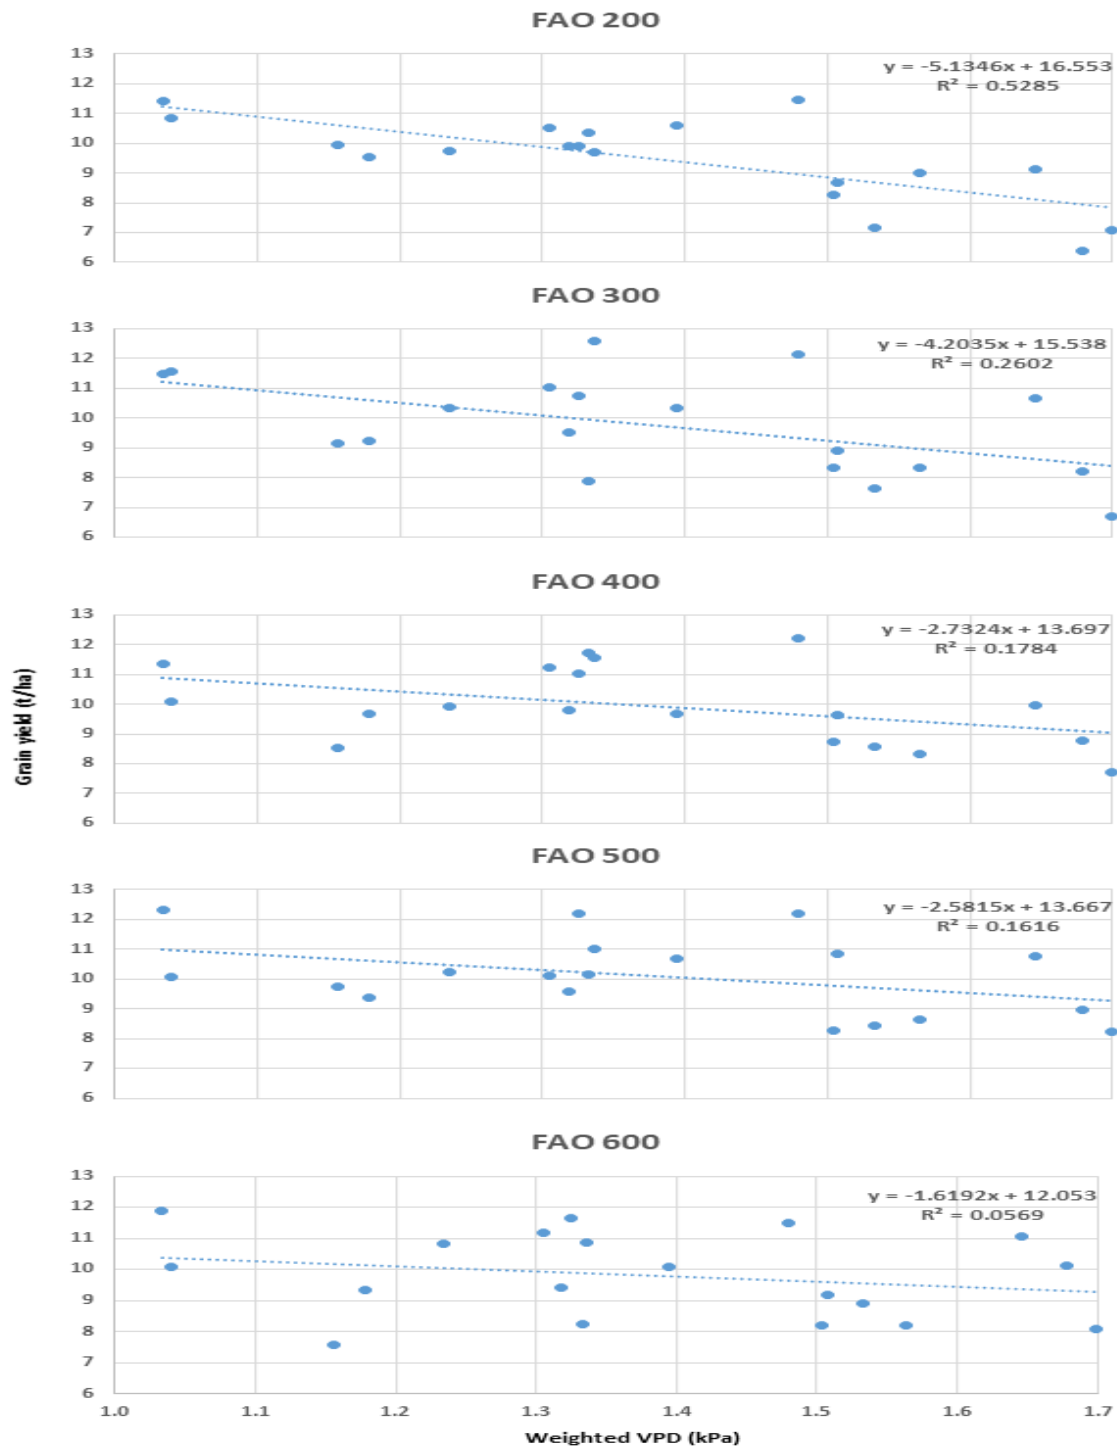 FAO 200
13
12
11
10
9
8
7
6
y = -5.1346x + 16.553
R² = 0.5285
FAO 300
13
12
11
10
9
8
7
6
y = -4.2035x + 15.538
R² = 0.2602
FAO 400
13
12
11
10
9
8
7
6
y = -2.7324x + 13.697
R² = 0.1784
Grain yield (t/ha)
FAO 500
13
12
11
10
9
8
7
6
y = -2.5815x + 13.667
R² = 0.1616
FAO 600
13
12
11
10
9
8
7
6
y = -1.6192x + 12.053
R² = 0.0569
1.0 1.1 1.2 1.3 1.4 1.5 1.6 1.7
Weighted VPD (kPa)